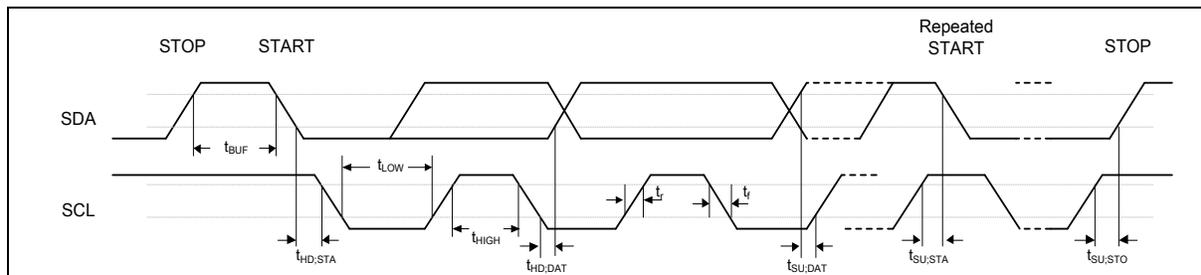 STOP
START
Repeated
START
STOP
SDA
tBUF
tLOW
SCL
tr
tf
tHIGH
tHD;STA
tHD;DAT
tSU;DAT
tSU;STA
tSU;STO